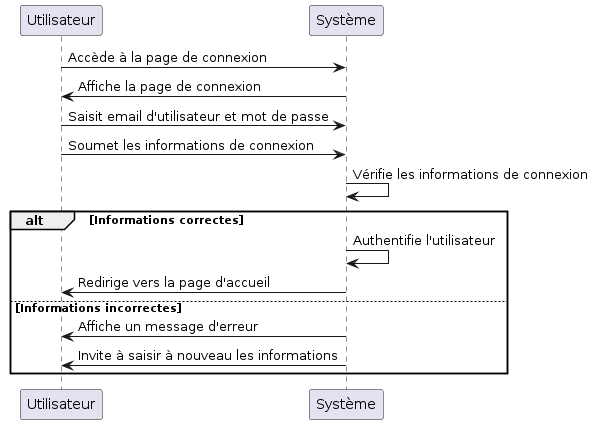 Utilisateur
Système
Accède à la page de connexion
Affiche la page de connexion
Saisit email d'utilisateur et mot de passe
Soumet les informations de connexion
Vérifie les informations de connexion
alt [Informations correctes]
Authentifie l'utilisateur
Redirige vers la page d'accueil
[Informations incorrectes]
Affiche un message d'erreur
Invite à saisir à nouveau les informations
Utilisateur
Système